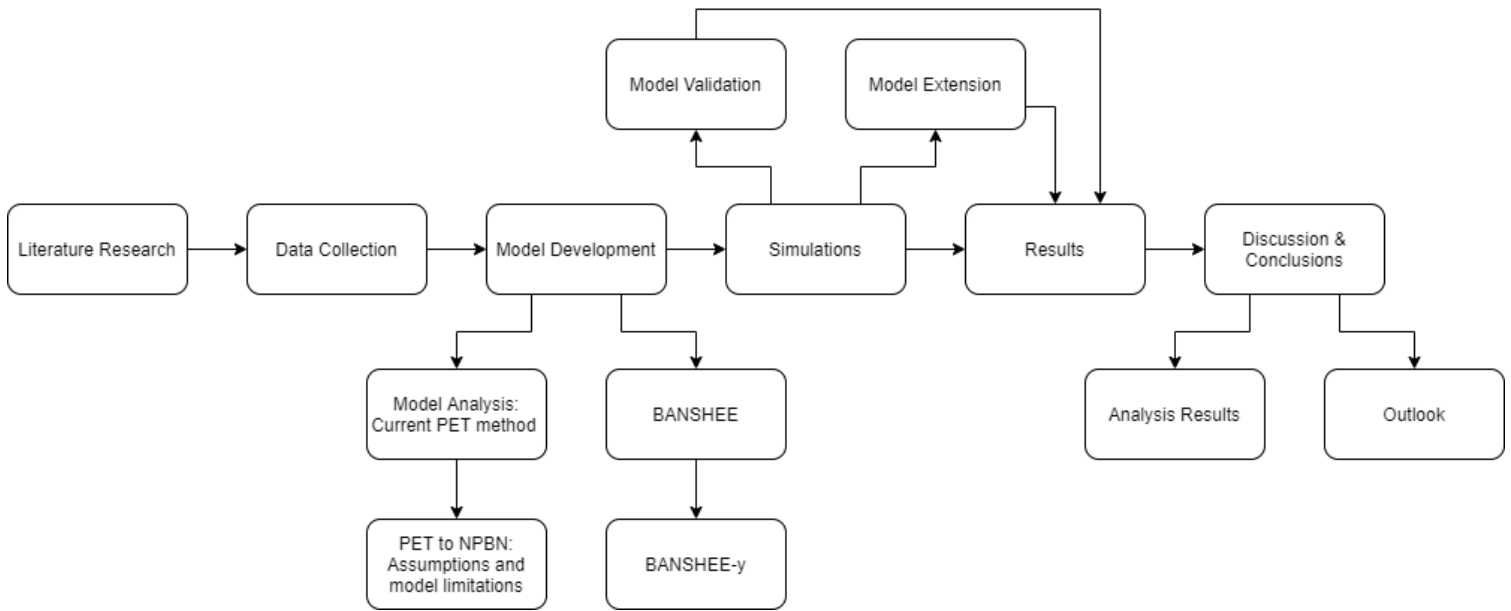 Model Validation
Model Extension
Literature Research
Data Collection
Model Development
Simulations
Results
Discussion &
Conclusions
Model Analysis:
Current PET method
BANSHEE
Analysis Results
Outlook
PET to NPBN:
Assumptions and
model limitations
BANSHEE-y